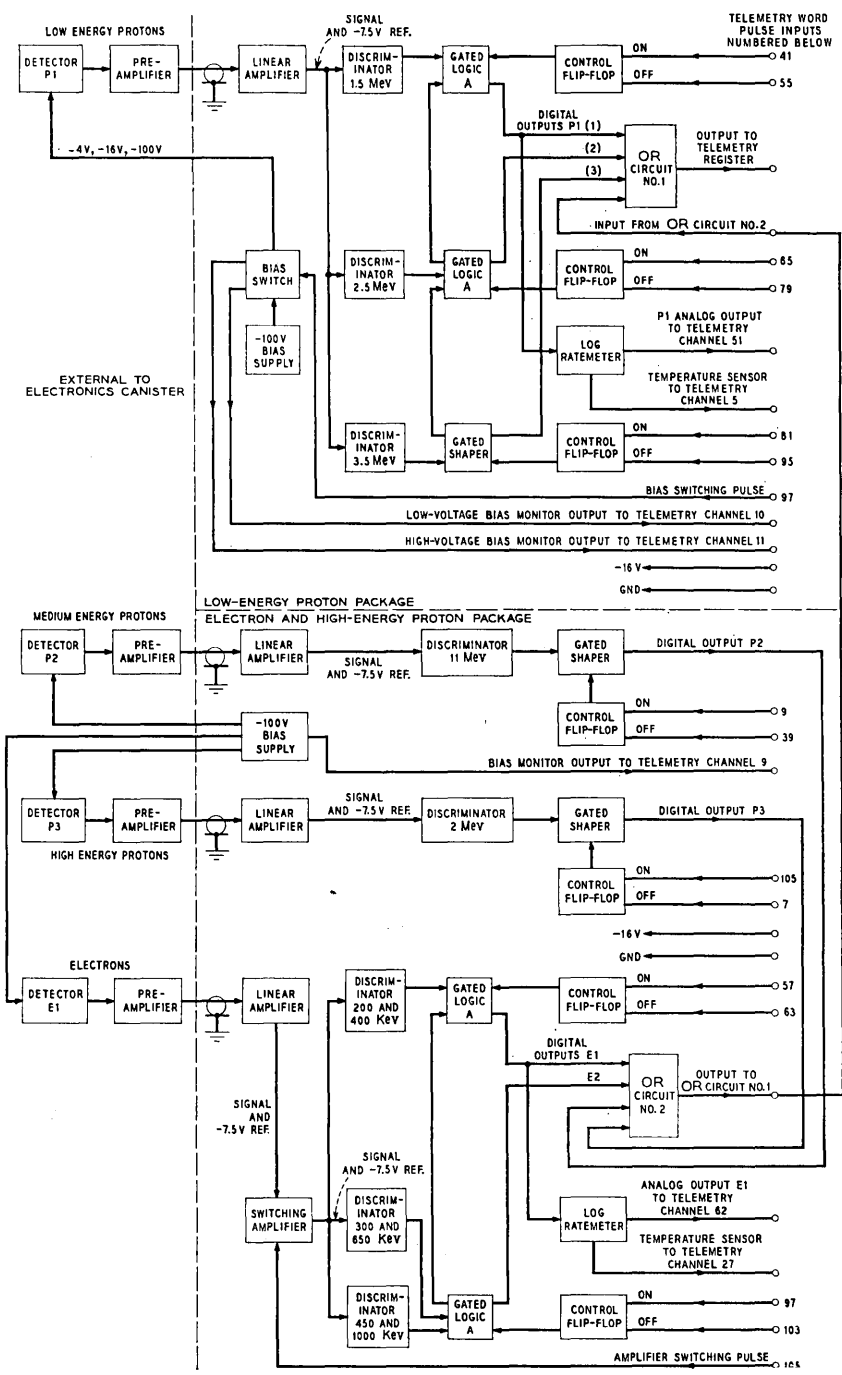 SIGNAL
AND -7.5V REF.
TELEMETRY WORD
PULSE INPUTS
NUMBERED BELOW
LOW ENERGY PROTONS
DETECTOR
P1
PRE-
AMPLIFIER
LINEAR
AMPLIFIER
DISCRIM-
INATOR
1.5 MeV
GATED
LOGIC
A
CONTROL
FLIP-FLOP
ON
41
OFF
55
DIGITAL
OUTPUTS P1 (1)
(2)
(3)
OR
CIRCUIT
NO.1
OUTPUT TO
TELEMETRY
REGISTER
-4V, -16V, -100V
INPUT FROM OR CIRCUIT NO.2
BIAS
SWITCH
DISCRIM-
INATOR
2.5 MeV
GATED
LOGIC
A
CONTROL
FLIP-FLOP
ON
65
OFF
79
-100V
BIAS
SUPPLY
LOG
RATEMETER
P1 ANALOG OUTPUT
TO TELEMETRY
CHANNEL 51
TEMPERATURE SENSOR
TO TELEMETRY
CHANNEL 5
EXTERNAL TO
ELECTRONICS CANISTER
DISCRIM-
INATOR
3.5 MeV
GATED
SHAPER
CONTROL
FLIP-FLOP
ON
81
OFF
95
BIAS SWITCHING PULSE
97
LOW-VOLTAGE BIAS MONITOR OUTPUT TO TELEMETRY CHANNEL 10
HIGH-VOLTAGE BIAS MONITOR OUTPUT TO TELEMETRY CHANNEL 11
-16 V
GND
LOW-ENERGY PROTON PACKAGE
ELECTRON AND HIGH-ENERGY PROTON PACKAGE
MEDIUM ENERGY PROTONS
DETECTOR
P2
PRE-
AMPLIFIER
LINEAR
AMPLIFIER
SIGNAL
AND -7.5V REF.
DISCRIMINATOR
11 MeV
GATED
SHAPER
DIGITAL OUTPUT P2
CONTROL
FLIP-FLOP
ON
9
OFF
39
-100V
BIAS
SUPPLY
BIAS MONITOR OUTPUT TO TELEMETRY CHANNEL 9
DETECTOR
P3
PRE-
AMPLIFIER
LINEAR
AMPLIFIER
SIGNAL
AND -7.5V REF.
DISCRIMINATOR
2 MeV
GATED
SHAPER
DIGITAL OUTPUT P3
HIGH ENERGY PROTONS
CONTROL
FLIP-FLOP
ON
105
OFF
7
-16 V
GND
ELECTRONS
DETECTOR
E1
PRE-
AMPLIFIER
LINEAR
AMPLIFIER
DISCRIM-
INATOR
200 AND
400 Kev
GATED
LOGIC
A
CONTROL
FLIP-FLOP
ON
57
OFF
63
DIGITAL
OUTPUTS E1
E2
OR
CIRCUIT
NO. 2
OUTPUT TO
OR CIRCUIT NO.1
SIGNAL
AND
-7.5V REF.
SIGNAL
AND -7.5V REF.
SWITCHING
AMPLIFIER
DISCRIM-
INATOR
300 AND
650 Kev
LOG
RATEMETER
ANALOG OUTPUT E1
TO TELEMETRY
CHANNEL 62
TEMPERATURE SENSOR
TO TELEMETRY
CHANNEL 27
DISCRIM-
INATOR
450 AND
1000 Kev
GATED
LOGIC
A
CONTROL
FLIP-FLOP
ON
97
OFF
103
AMPLIFIER SWITCHING PULSE